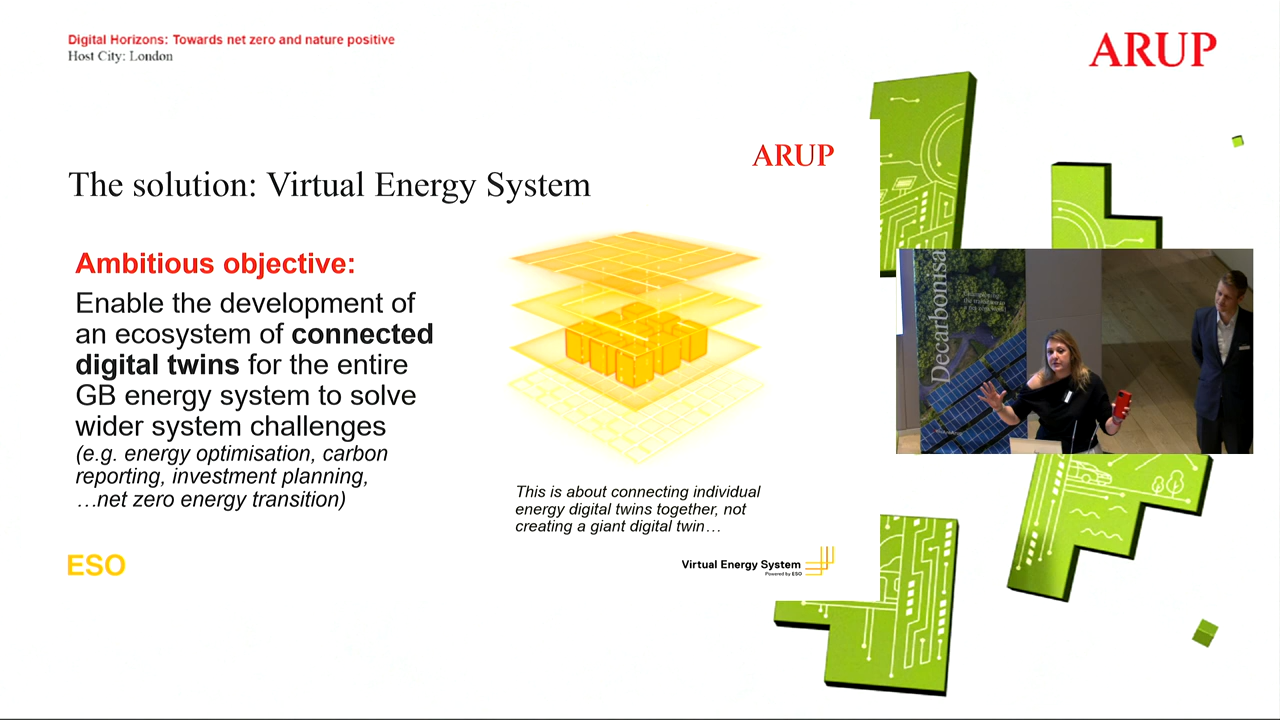 Digital Horizons: Towards net zero and nature positive
Host City: London
ARUP
ARUP
The solution: Virtual Energy System
Ambitious objective:
Enable the development of
an ecosystem of connected
digital twins for the entire
GB energy system to solve
wider system challenges
(e.g. energy optimisation, carbon
reporting, investment planning,
…net zero energy transition)
This is about connecting individual
energy digital twins together, not
creating a giant digital twin…
ESO
Virtual Energy System
Powered by ESO
Decarbonisa